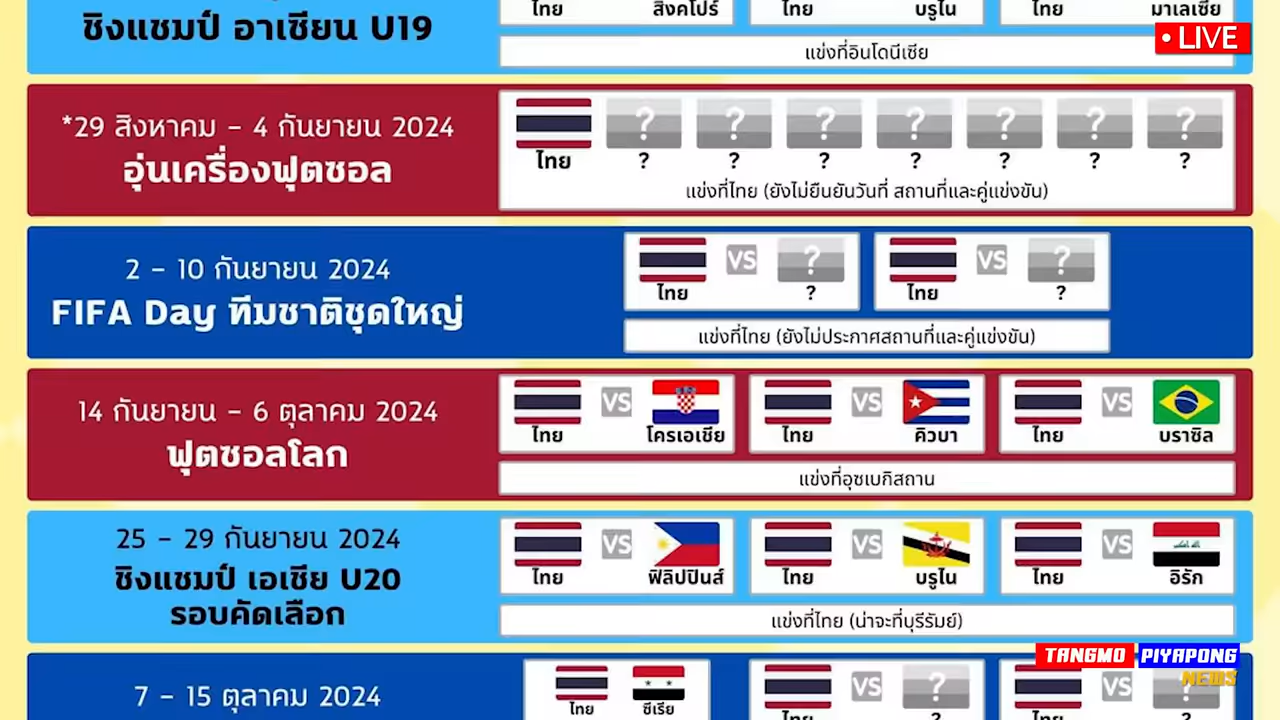 ชิงแชมป์ อาเซียน U19
ไทย สิงคโปร์ ไทย บรูไน ไทย มาเลเซีย
แข่งที่อินโดนีเซีย
• LIVE
*29 สิงหาคม - 4 กันยายน 2024
อุ่นเครื่องฟุตซอล
? ? ? ? ? ? ?
ไทย ? ? ? ? ? ? ?
แข่งที่ไทย (ยังไม่ยืนยันวันที่ สถานที่และคู่แข่งขัน)
2 - 10 กันยายน 2024
FIFA Day ทีมชาติชุดใหญ่
VS ? VS ?
ไทย ? ไทย ?
แข่งที่ไทย (ยังไม่ประกาศสถานที่และคู่แข่งขัน)
14 กันยายน - 6 ตุลาคม 2024
ฟุตซอลโลก
VS VS VS
ไทย โครเอเชีย ไทย คิวบา ไทย บราซิล
แข่งที่อุซเบกิสถาน
25 - 29 กันยายน 2024
ชิงแชมป์ เอเชีย U20
รอบคัดเลือก
VS VS VS
ไทย ฟิลิปปินส์ ไทย บรูไน ไทย อิรัก
แข่งที่ไทย (น่าจะที่บุรีรัมย์)
TANGMO PIYAPONG
NEWS
7 - 15 ตุลาคม 2024
VS ? VS ?
ไทย ซีเรีย ไทย ? ไทย